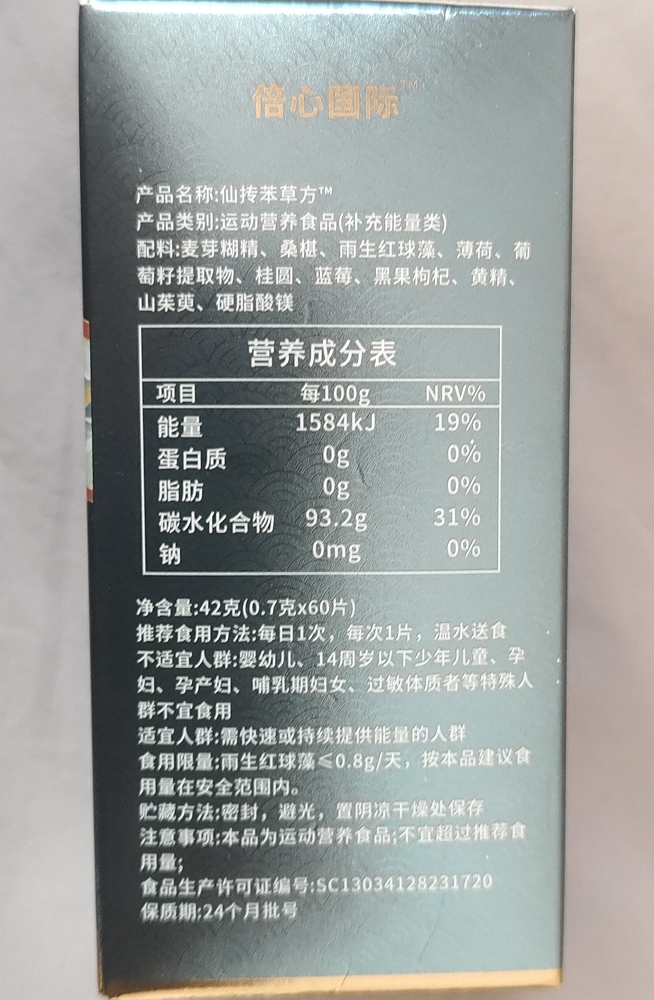 倍心国际™
产品名称:仙抟苯草方™
产品类别:运动营养食品(补充能量类)
配料:麦芽糊精、桑椹、雨生红球藻、薄荷、葡
萄籽提取物、桂圆、蓝莓、黑果枸杞、黄精、
山茱萸、硬脂酸镁
营养成分表
项目 每100g NRV%
能量 1584kJ 19%
蛋白质 0g 0%
脂肪 0g 0%
碳水化合物 93.2g 31%
钠 0mg 0%
净含量:42克(0.7克x60片)
推荐食用方法:每日1次，每次1片，温水送食
不适宜人群:婴幼儿、14周岁以下少年儿童、孕
妇、孕产妇、哺乳期妇女、过敏体质者等特殊人
群不宜食用
适宜人群:需快速或持续提供能量的人群
食用限量:雨生红球藻≤0.8g/天，按本品建议食
用量在安全范围内。
贮藏方法:密封，避光，置阴凉干燥处保存
注意事项:本品为运动营养食品;不宜超过推荐食
用量;
食品生产许可证编号:SC13034128231720
保质期:24个月批号